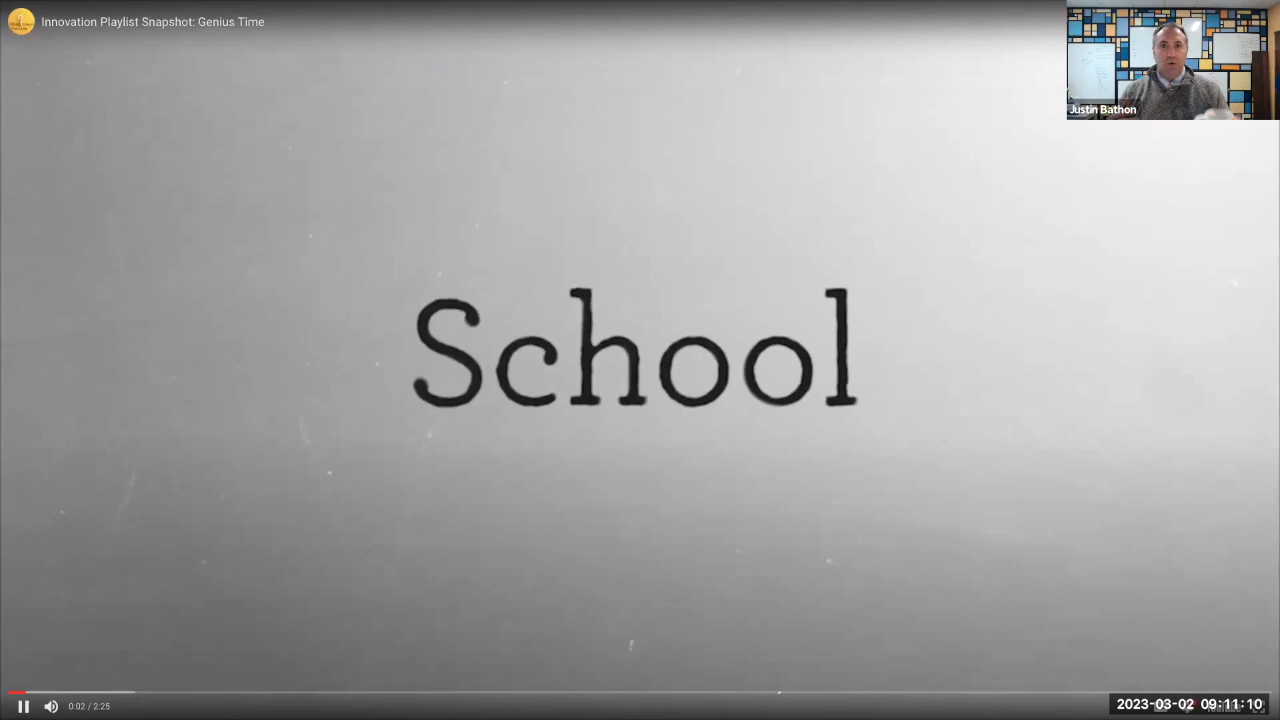 Innovation Playlist Snapshot: Genius Time
Justin Bathon
School
0:02 / 2:25
2023-03-02 09:11:10